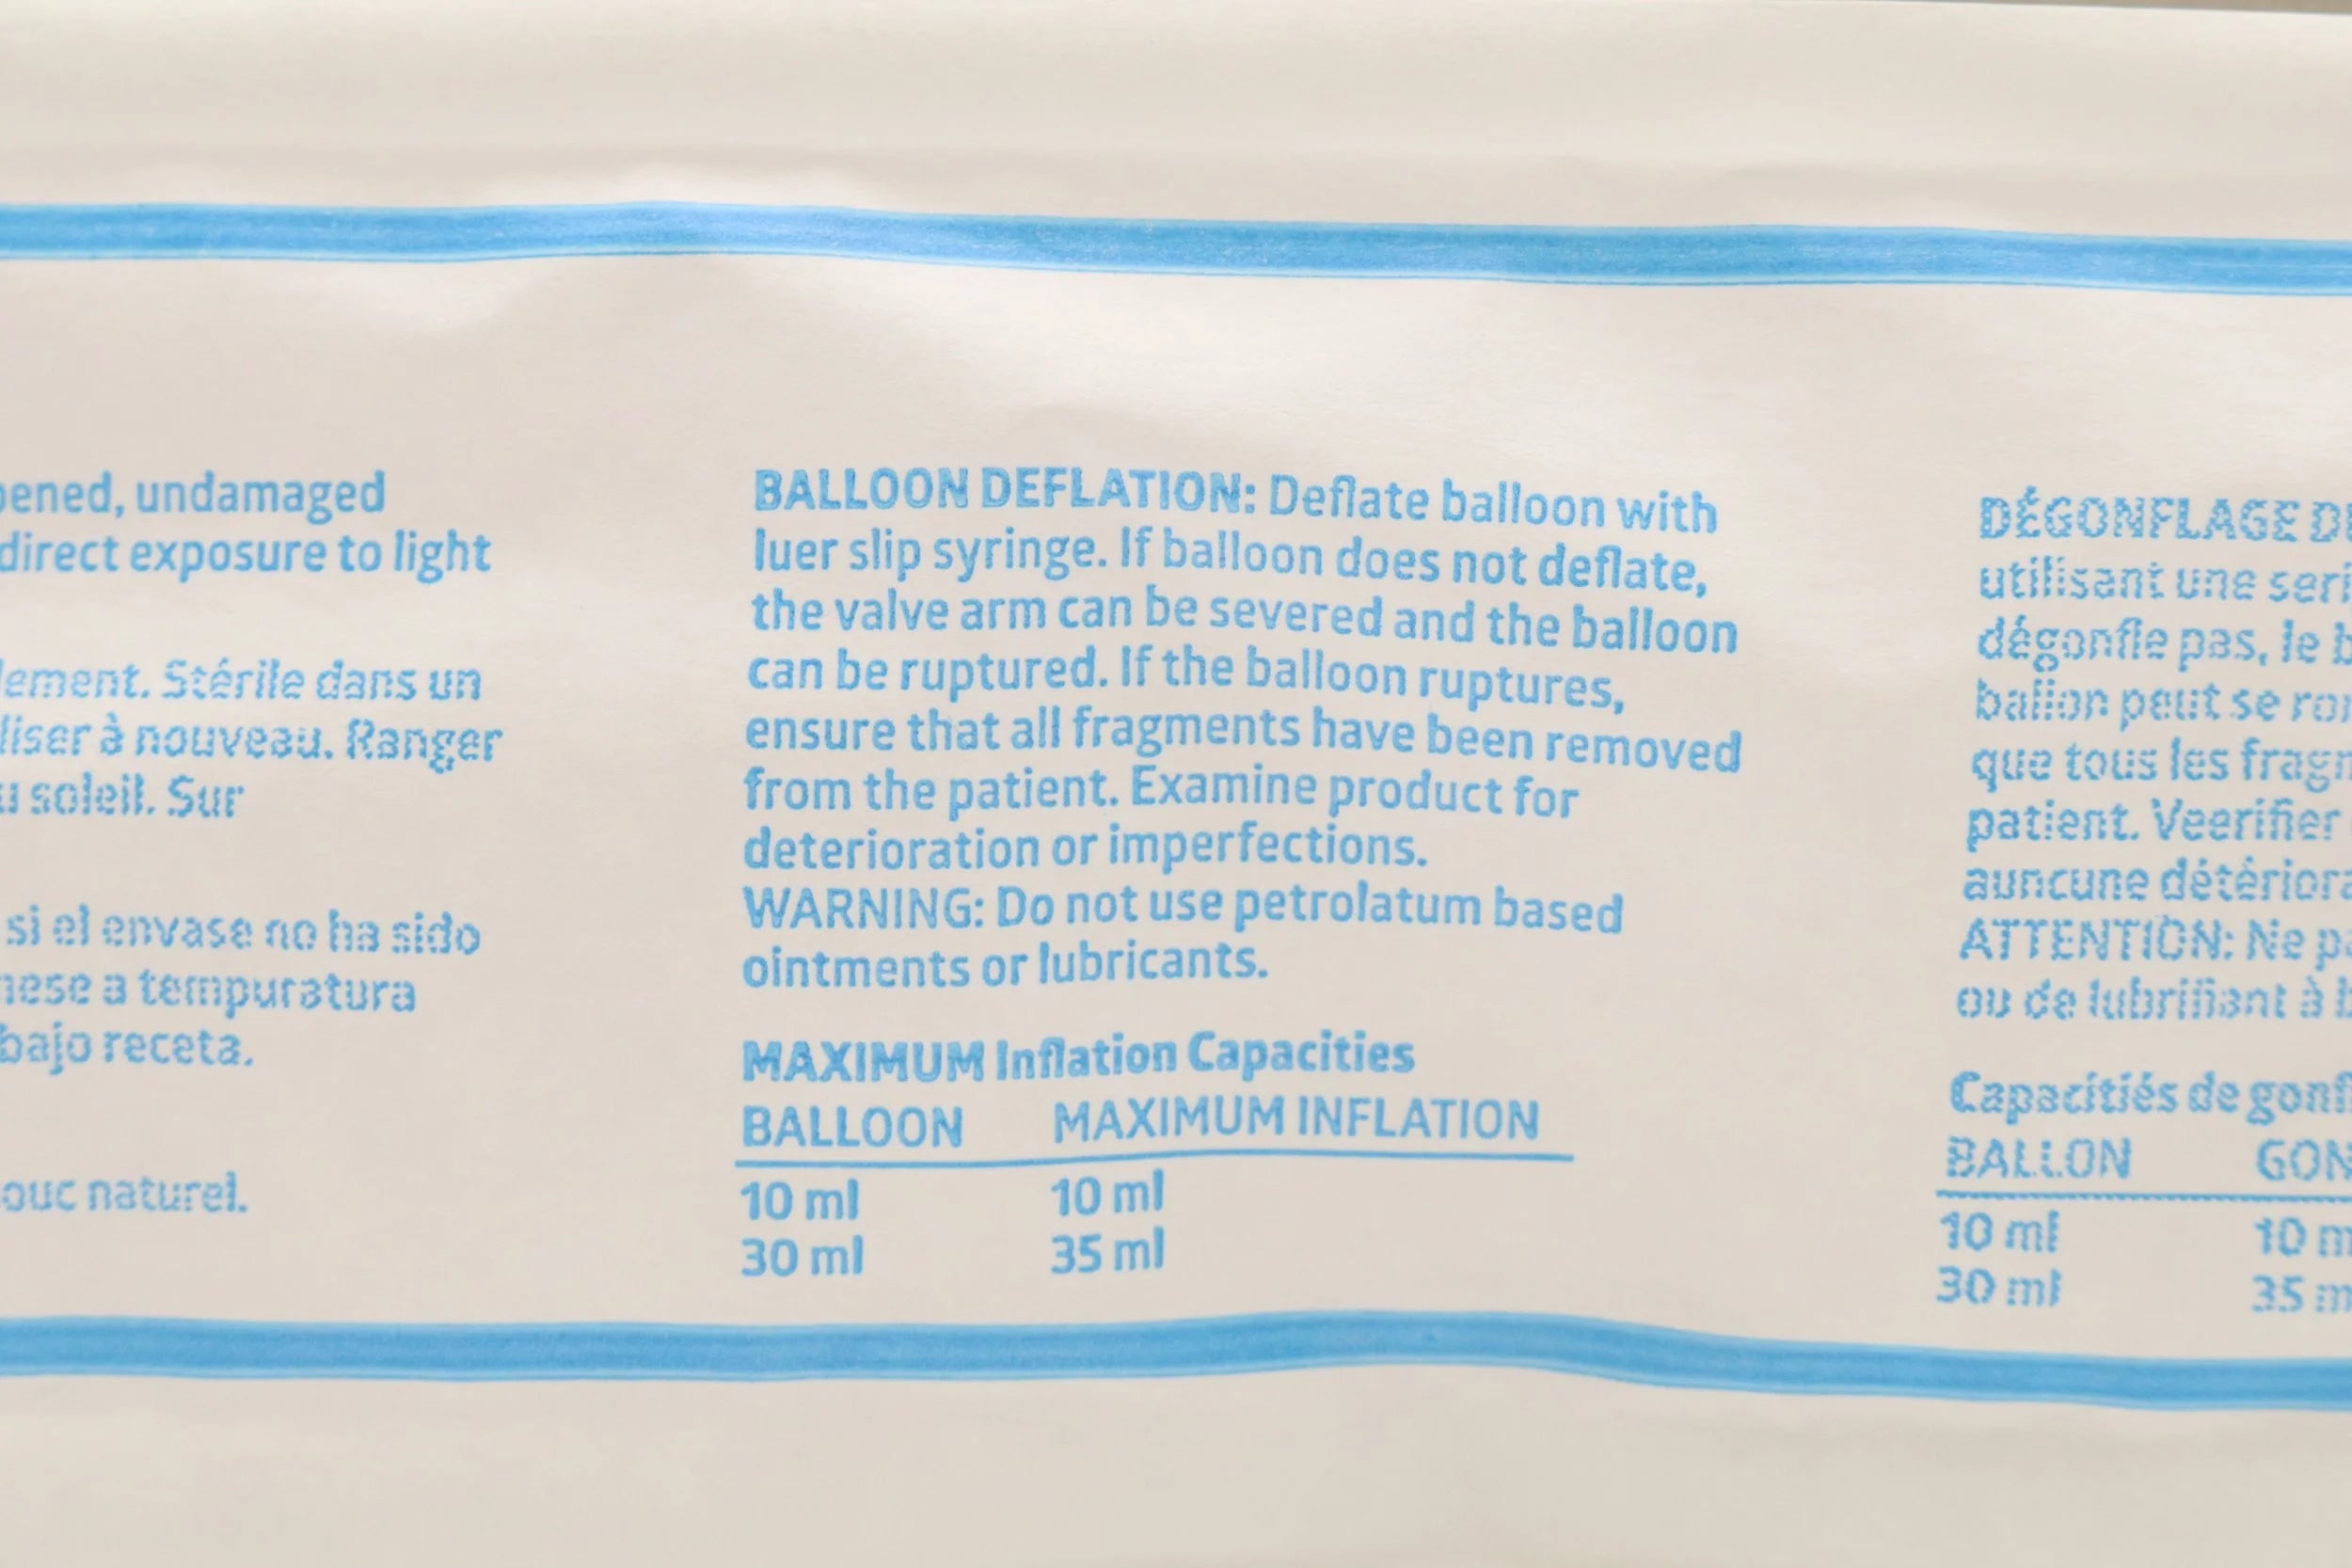 undamaged
direct exposure to light
Stérile dans un
à nouveau. Ranger
soleil. Sur
si el envase no ha sido
a tempuratura
bajo receta.
naturel.
BALLOON DEFLATION: Deflate balloon with
luer slip syringe. If balloon does not deflate,
the valve arm can be severed and the balloon
can be ruptured. If the balloon ruptures,
ensure that all fragments have been removed
from the patient. Examine product for
deterioration or imperfections.
WARNING: Do not use petrolatum based
ointments or lubricants.
MAXIMUM Inflation Capacities
BALLOON MAXIMUM INFLATION
10 ml 10 ml
30 ml 35 ml
DÉGONFLAGE
utilisant une
dégonfle pas, le
ballon peut se
que tous les
patient. Veerifier
auncune
ATTENTION: Ne
ou de lubrifiant à
Capacítiés de
BALLON
10 ml 10
30 ml 35